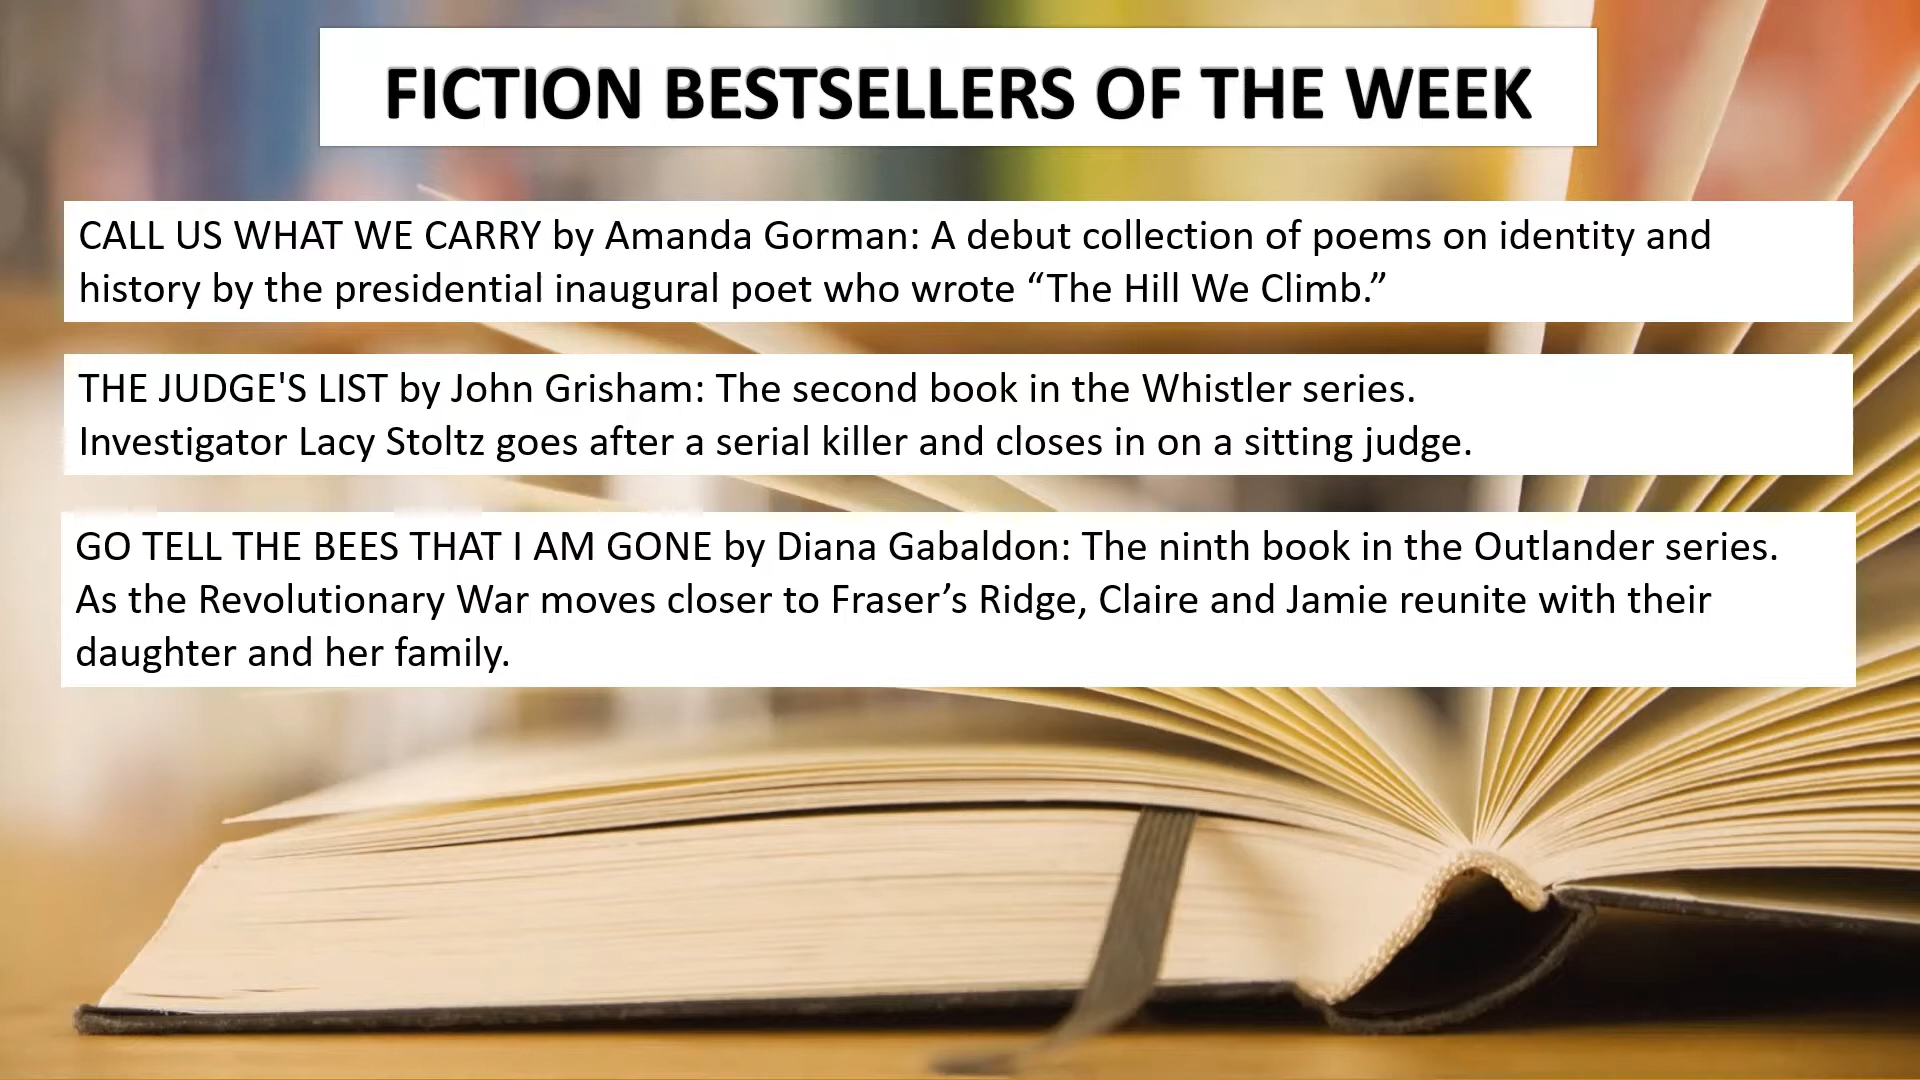 FICTION BESTSELLERS OF THE WEEK
CALL US WHAT WE CARRY by Amanda Gorman: A debut collection of poems on identity and
history by the presidential inaugural poet who wrote “The Hill We Climb.”
THE JUDGE'S LIST by John Grisham: The second book in the Whistler series.
Investigator Lacy Stoltz goes after a serial killer and closes in on a sitting judge.
GO TELL THE BEES THAT I AM GONE by Diana Gabaldon: The ninth book in the Outlander series.
As the Revolutionary War moves closer to Fraser’s Ridge, Claire and Jamie reunite with their
daughter and her family.